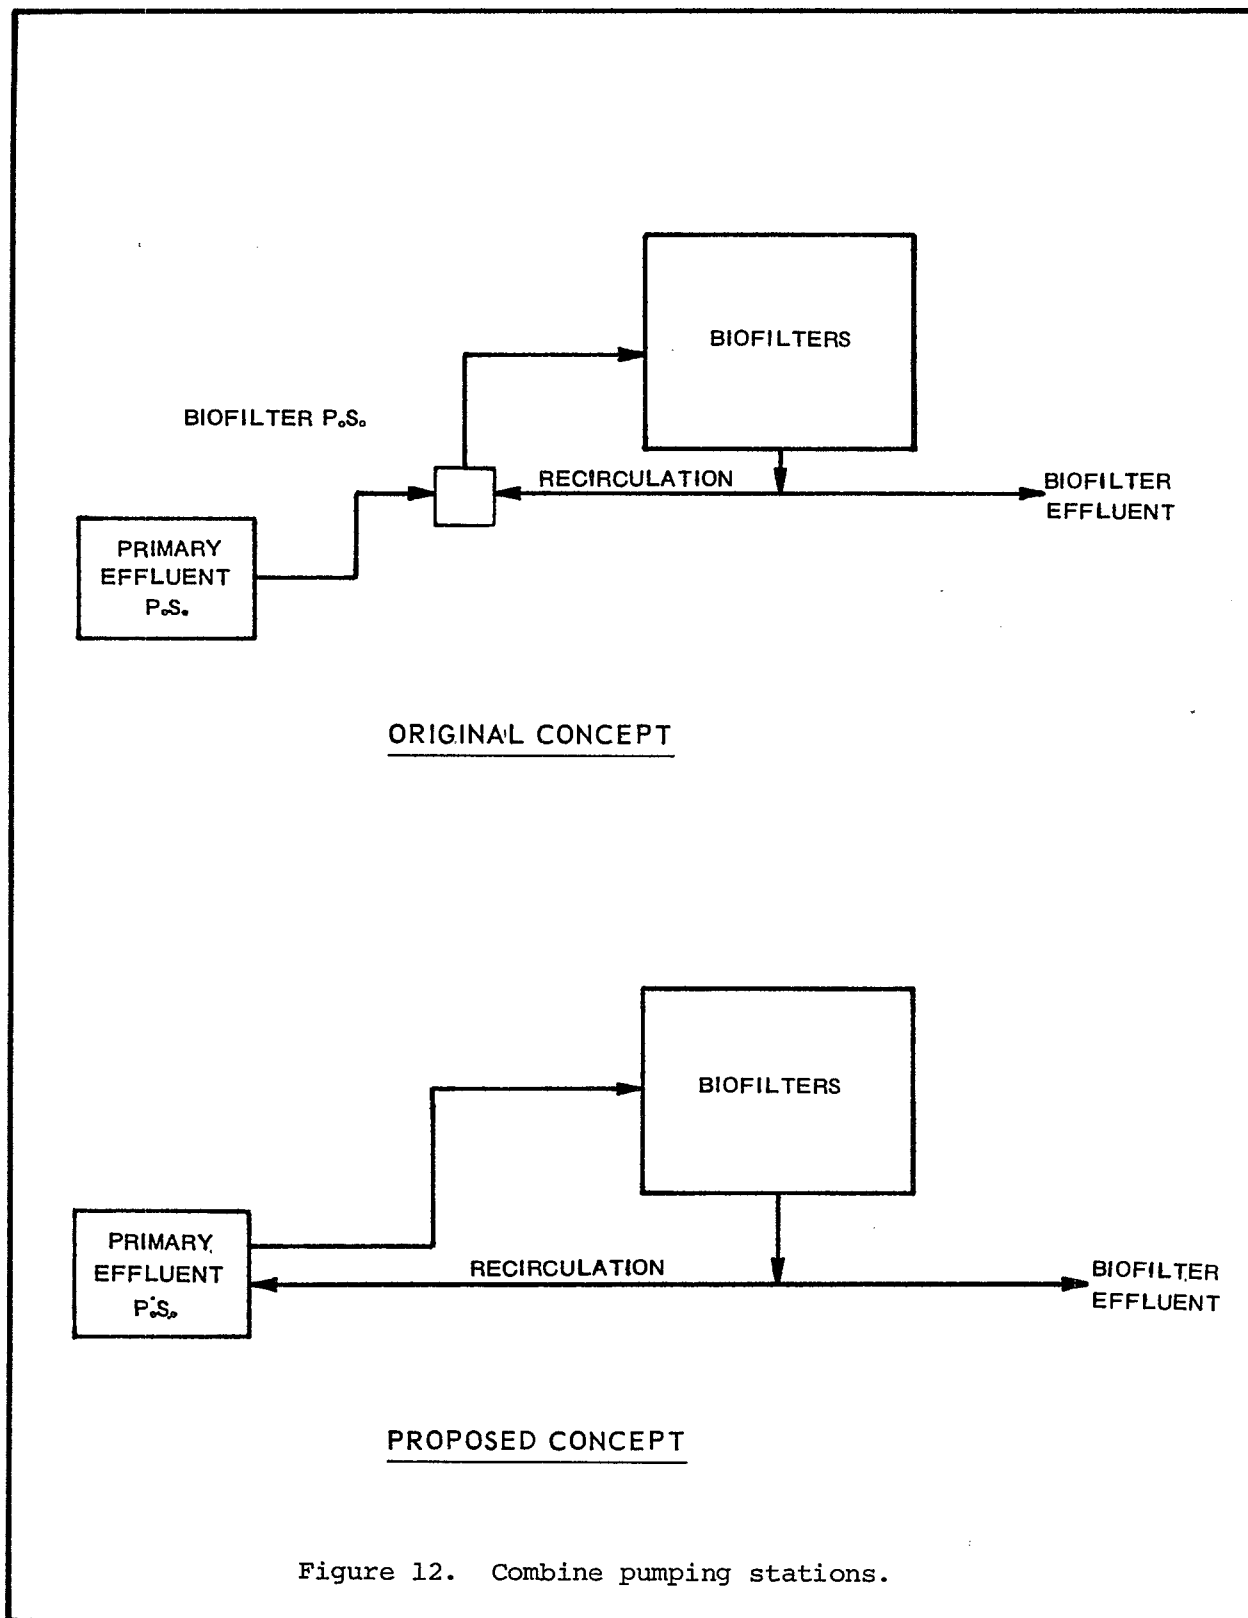 BIOFILTERS
BIOFILTER P.S.
RECIRCULATION
BIOFILTER
EFFLUENT
PRIMARY
EFFLUENT
P.S.
ORIGINAL CONCEPT
BIOFILTERS
PRIMARY
EFFLUENT
P.S.
RECIRCULATION
BIOFILTER
EFFLUENT
PROPOSED CONCEPT
Figure 12. Combine pumping stations.